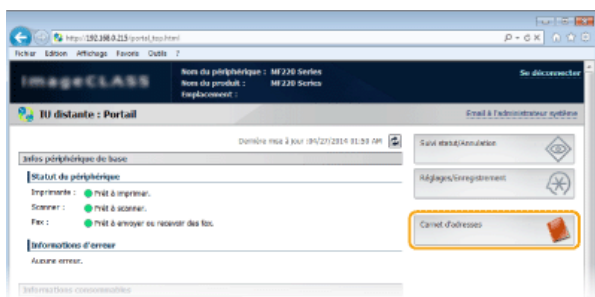 http://192.168.0.215/portal_top.html
Fichier Edition Affichage Favoris Outils ?
imageCLASS
Nom du périphérique : MF220 Series
Nom du produit : MF220 Series
Emplacement :
Se déconnecter
IU distante : Portail
Email à l'administrateur système
Dernière mise à jour :04/27/2014 01:50 AM
Infos périphérique de base
Statut du périphérique
Imprimante : Prêt à imprimer.
Scanner : Prêt à scanner.
Fax : Prêt à envoyer ou recevoir des fax.
Informations d'erreur
Aucune erreur.
Informations consommables
Suivi statut/Annulation
Réglages/Enregistrement
Carnet d'adresses